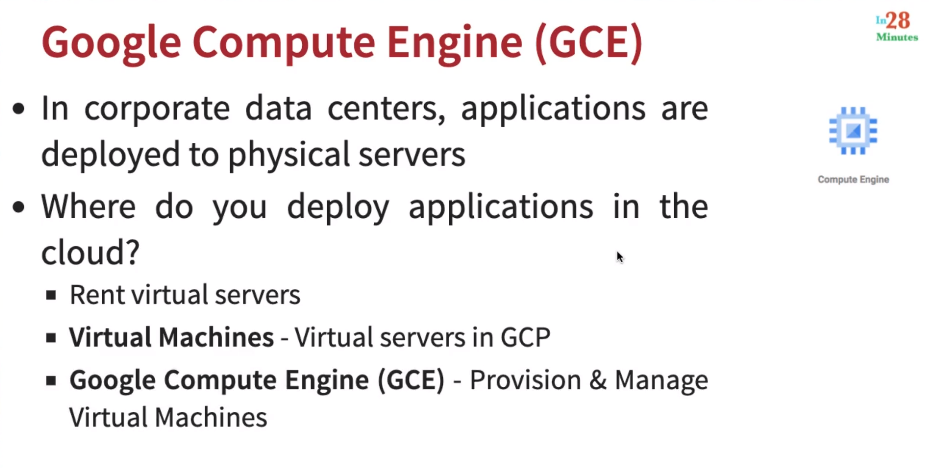 Google Compute Engine (GCE)
In28
Minutes
• In corporate data centers, applications are
deployed to physical servers
Compute Engine
• Where do you deploy applications in the
cloud?
▪ Rent virtual servers
▪ Virtual Machines - Virtual servers in GCP
▪ Google Compute Engine (GCE) - Provision & Manage
Virtual Machines